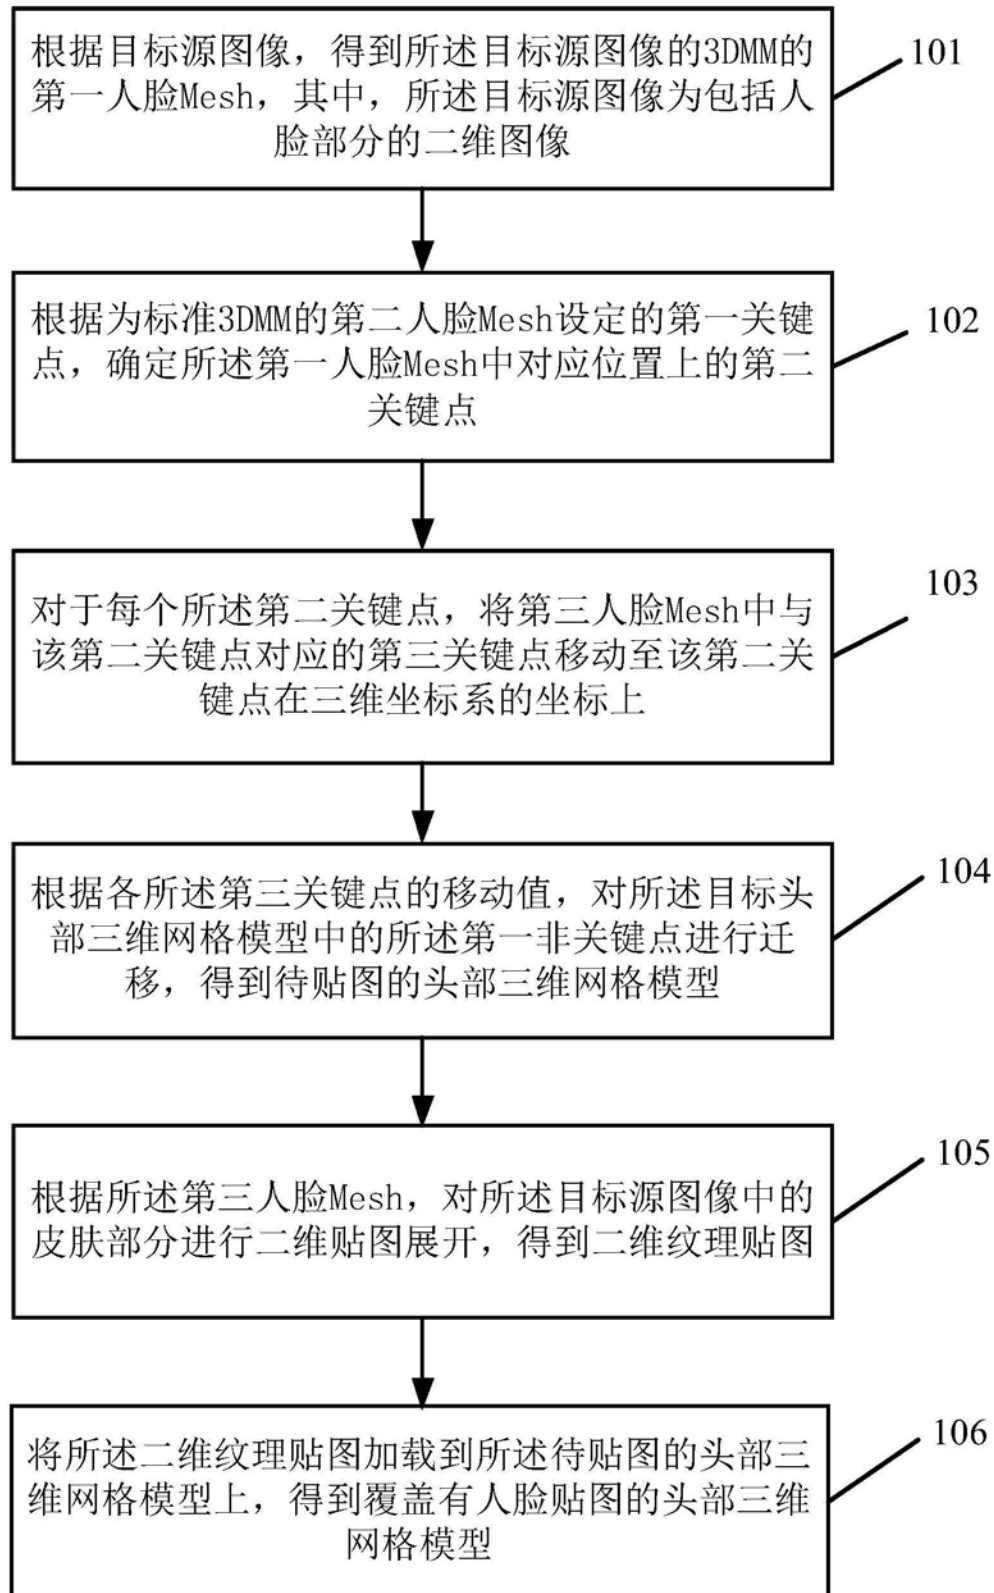 根据目标源图像，得到所述目标源图像的3DMM的
第一人脸Mesh，其中，所述目标源图像为包括人
脸部分的二维图像
101
根据为标准3DMM的第二人脸Mesh设定的第一关键
点，确定所述第一人脸Mesh中对应位置上的第二
关键点
102
对于每个所述第二关键点，将第三人脸Mesh中与
该第二关键点对应的第三关键点移动至该第二关
键点在三维坐标系的坐标上
103
根据各所述第三关键点的移动值，对所述目标头
部三维网格模型中的所述第一非关键点进行迁
移，得到待贴图的头部三维网格模型
104
根据所述第三人脸Mesh，对所述目标源图像中的
皮肤部分进行二维贴图展开，得到二维纹理贴图
105
将所述二维纹理贴图加载到所述待贴图的头部三
维网格模型上，得到覆盖有人脸贴图的头部三维
网格模型
106